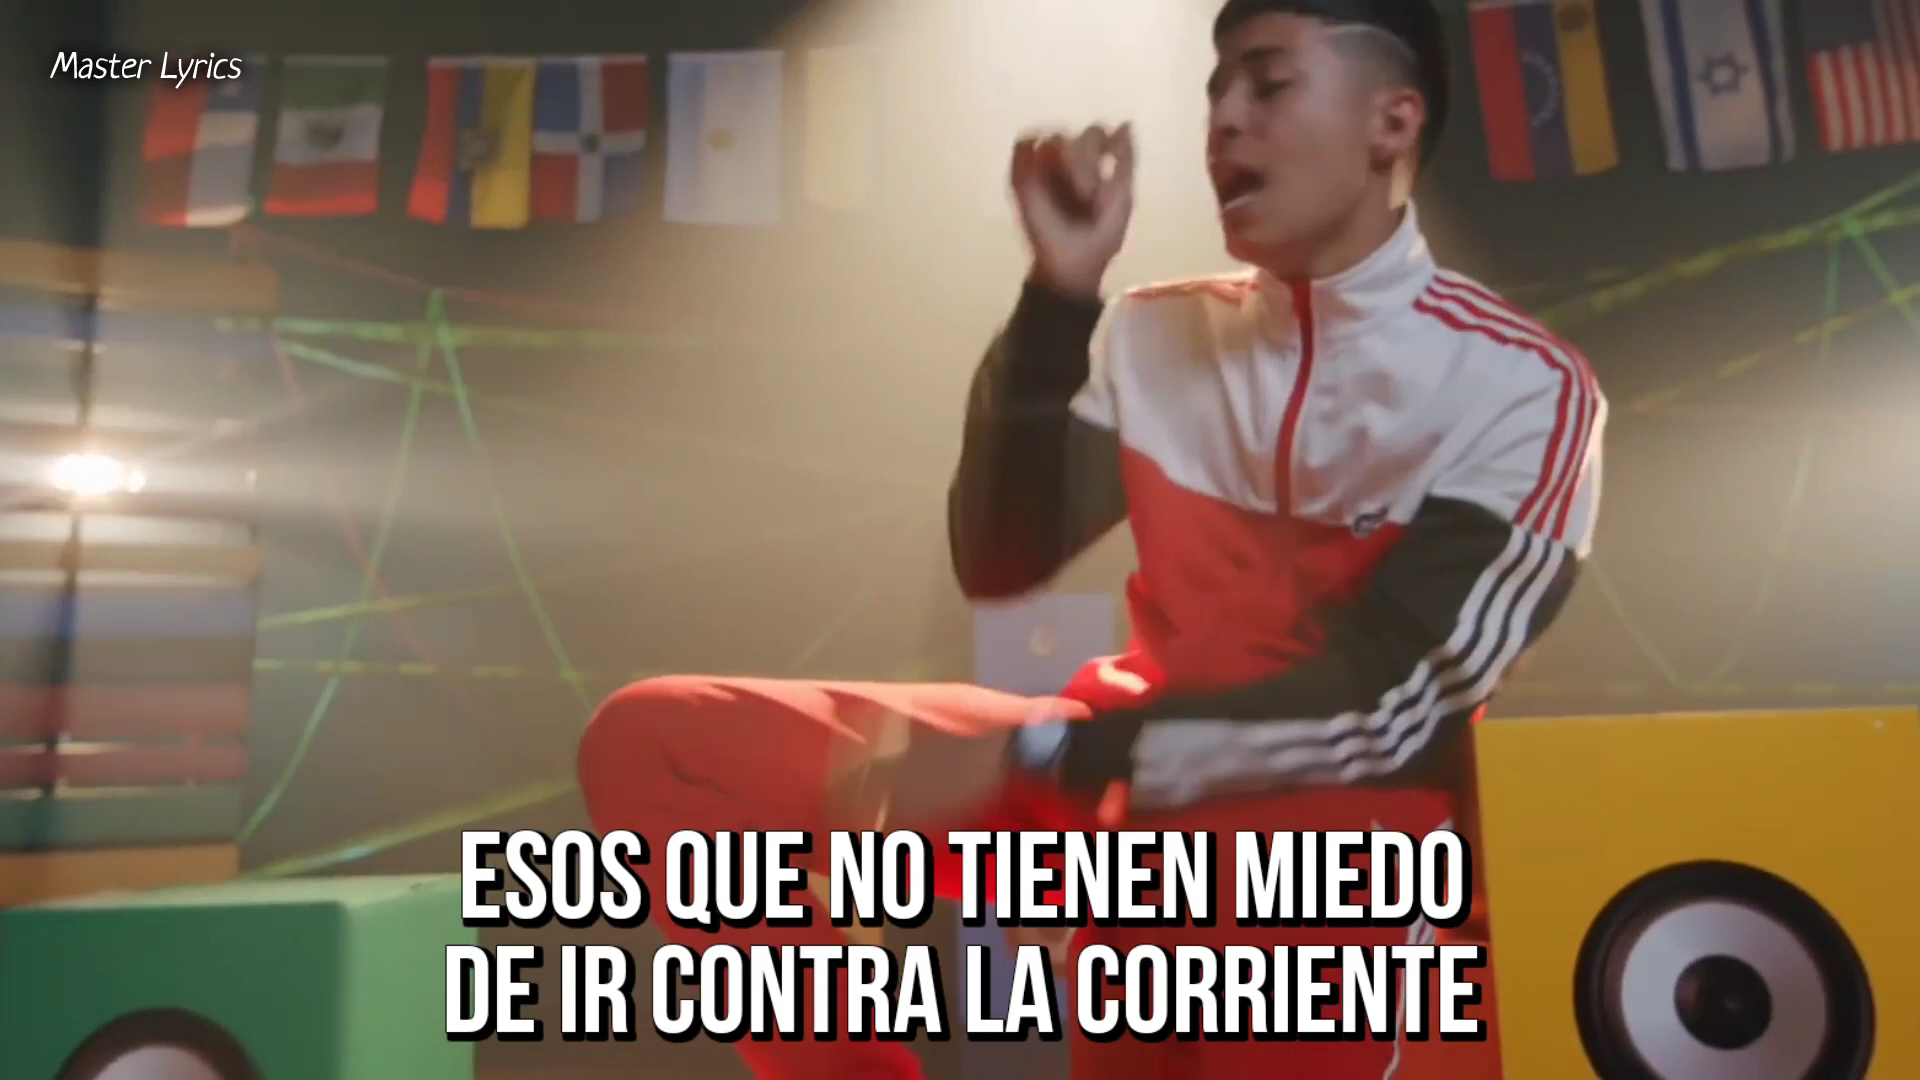 Master Lyrics
ESOS QUE NO TIENEN MIEDO
DE IR CONTRA LA CORRIENTE